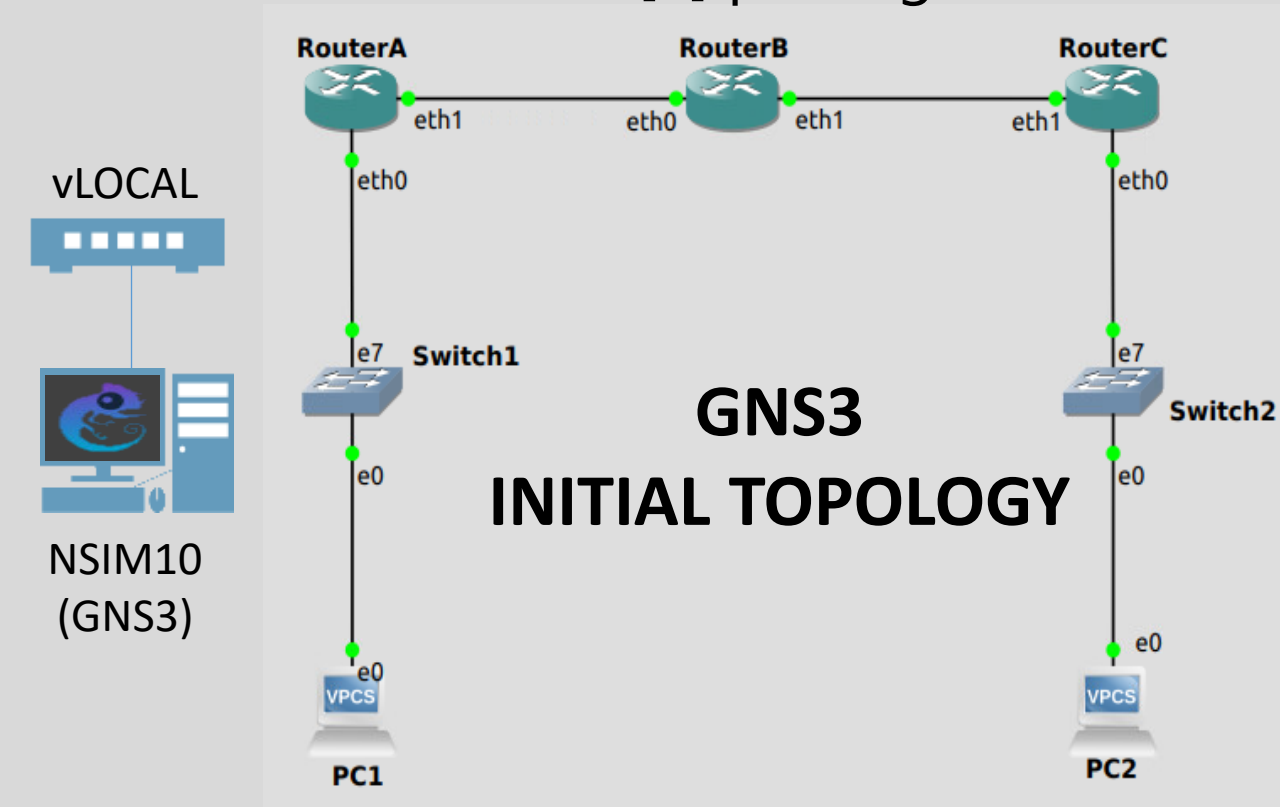 RouterA
RouterB
RouterC
eth1
eth0
eth1
eth1
vLOCAL
eth0
eth0
e7
Switch1
e7
Switch2
GNS3
INITIAL TOPOLOGY
e0
e0
NSIM10
(GNS3)
e0
e0
VPCS
VPCS
PC1
PC2